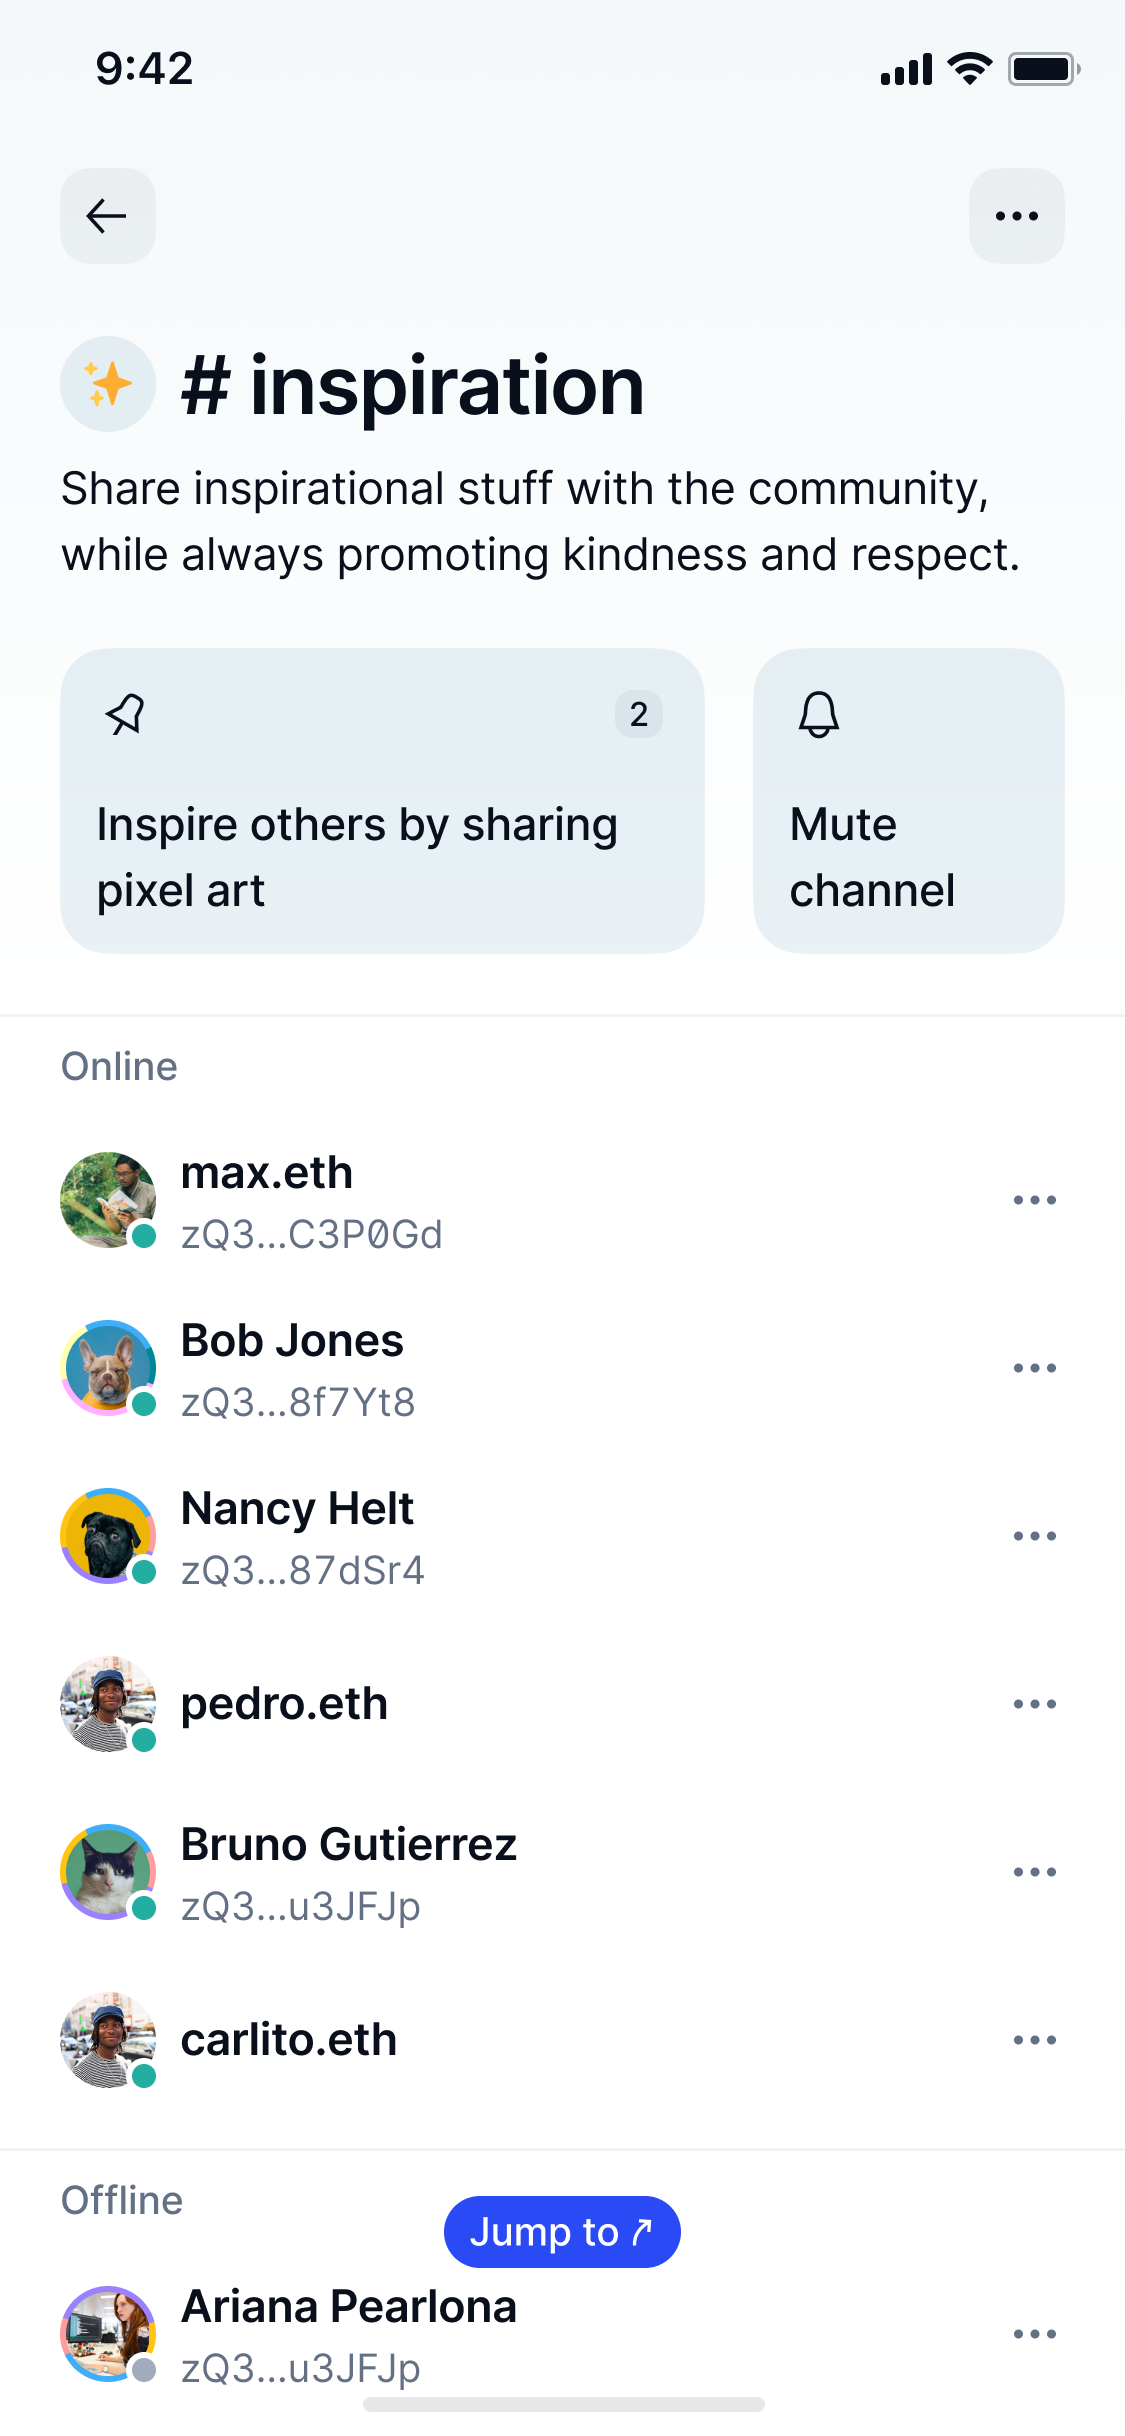 9:42
# inspiration
Share inspirational stuff with the community,
while always promoting kindness and respect.
2
Inspire others by sharing
pixel art
Mute
channel
Online
max.eth
zQ3...C3P0Gd
Bob Jones
zQ3...8f7Yt8
Nancy Helt
zQ3...87dSr4
pedro.eth
Bruno Gutierrez
zQ3...u3JFJp
carlito.eth
Offline
Jump to
Ariana Pearlona
zQ3...u3JFJp